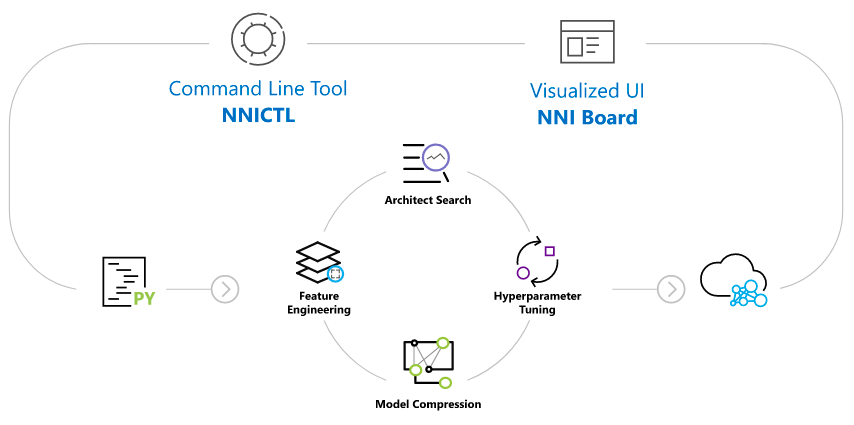 Command Line Tool
NNICTL
Visualized UI
NNI Board
Architect Search
PY
Feature
Engineering
Hyperparameter
Tuning
Model Compression